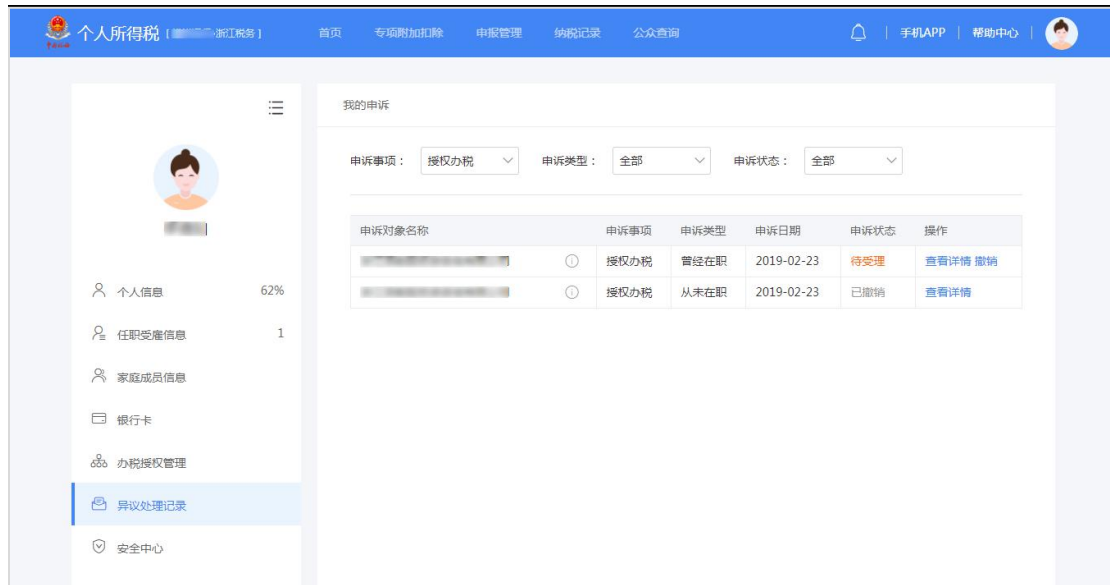 个人所得税 [ 浙江税务 ] 首页 专项附加扣除 申报管理 纳税记录 公众查询 手机APP | 帮助中心 |
我的申诉
申诉事项： 授权办税 申诉类型： 全部 申诉状态： 全部
申诉对象名称 申诉事项 申诉类型 申诉日期 申诉状态 操作
授权办税 曾经在职 2019-02-23 待受理 查看详情 撤销
授权办税 从未在职 2019-02-23 已撤销 查看详情
个人信息 62%
任职受雇信息 1
家庭成员信息
银行卡
办税授权管理
异议处理记录
安全中心